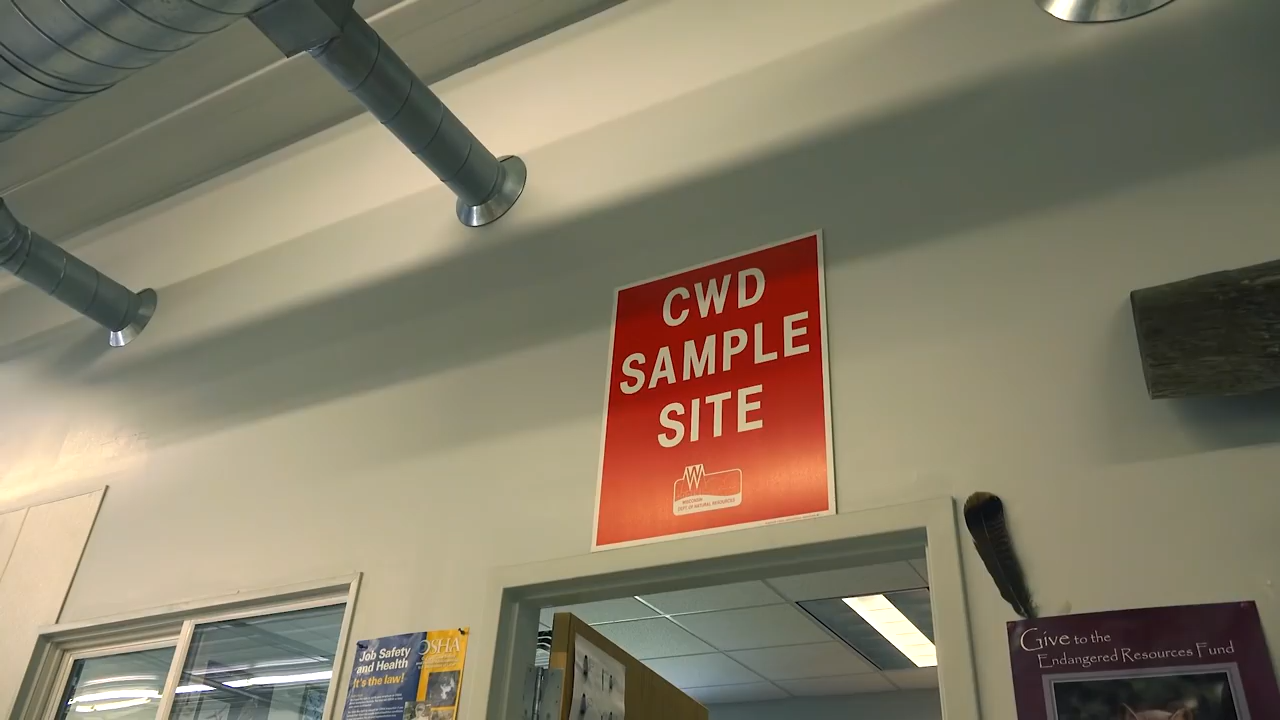 CWD
SAMPLE
SITE
WISCONSIN
DEPT OF NATURAL RESOURCES
Job Safety
and Health
It's the law!
OSHA
Give to the
Endangered Resources Fund